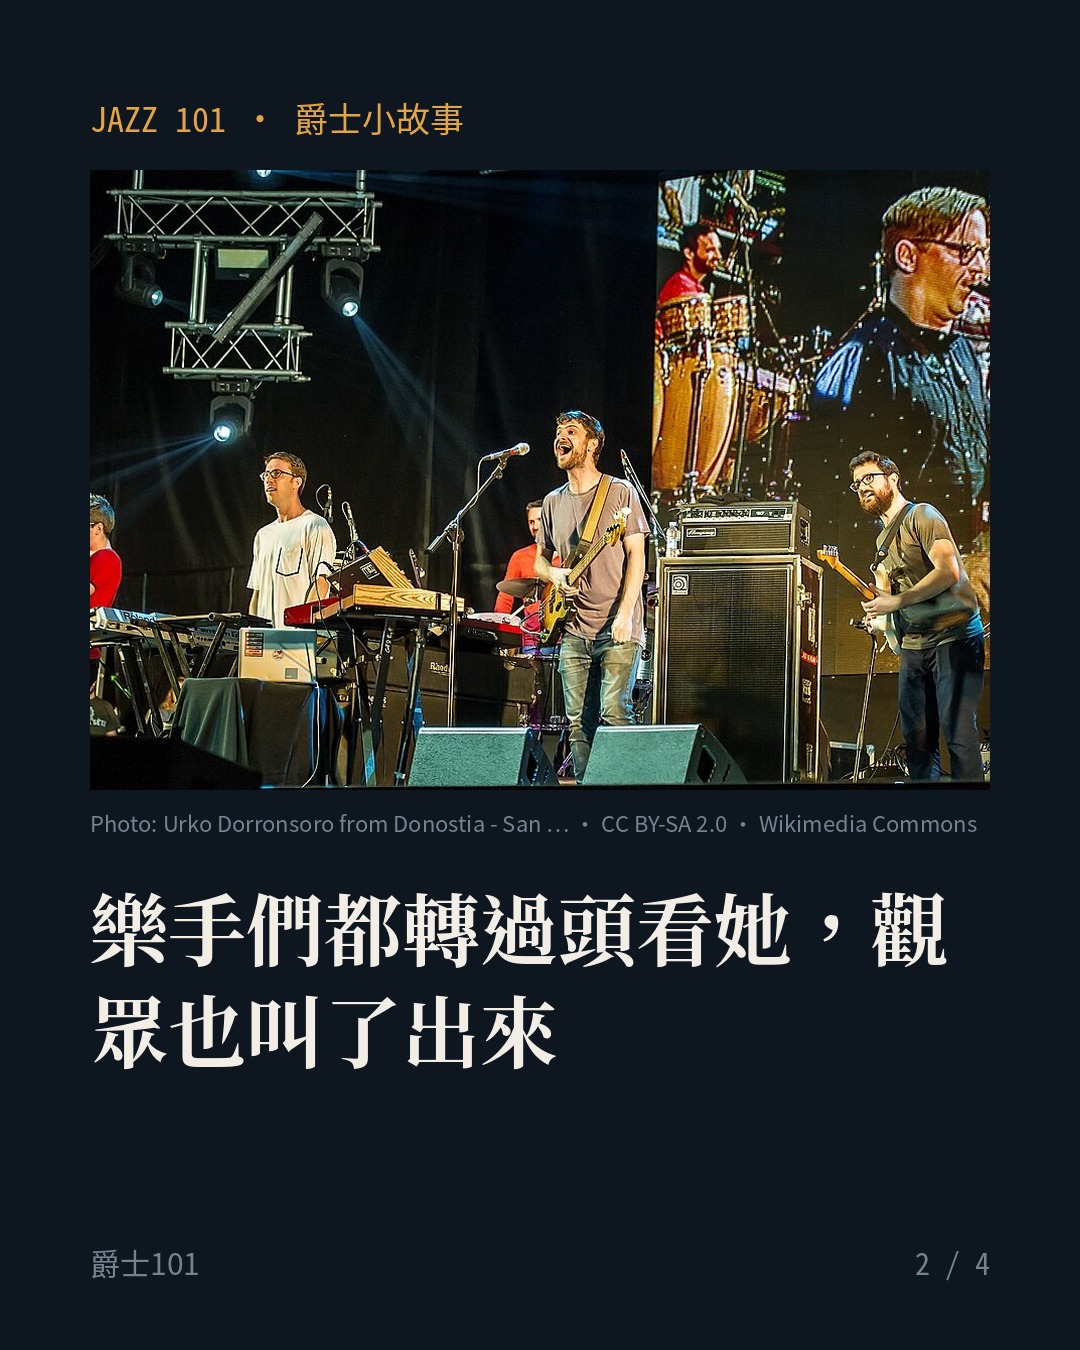 JAZZ 101 • 爵士小故事
Roland
Rhodes
Photo: Urko Dorronsoro from Donostia - San … • CC BY-SA 2.0 • Wikimedia Commons
樂手們都轉過頭看她，觀
眾也叫了出來
爵士101
2 / 4